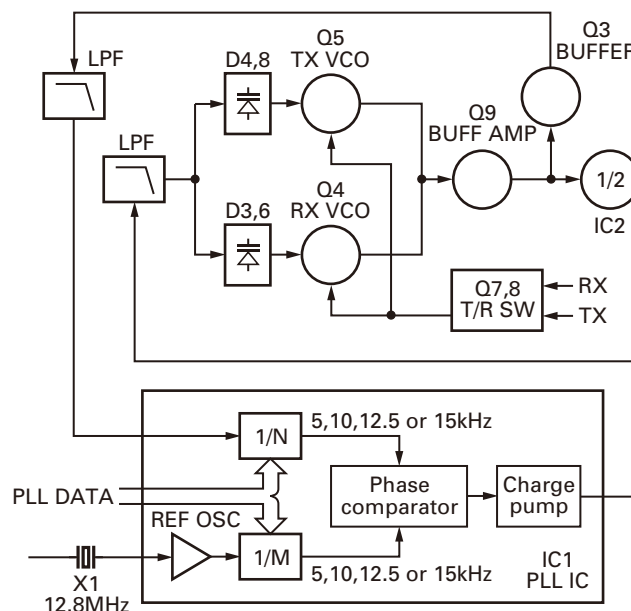 Q3
BUFFER
LPF
Q5
TX VCO
D4,8
Q9
BUFF AMP
LPF
1/2
IC2
Q4
RX VCO
D3,6
Q7,8
T/R SW
RX
TX
1/N
5,10,12.5 or 15kHz
PLL DATA
Phase
comparator
Charge
pump
REF OSC
1/M
5,10,12.5 or 15kHz
X1
12.8MHz
IC1
PLL IC